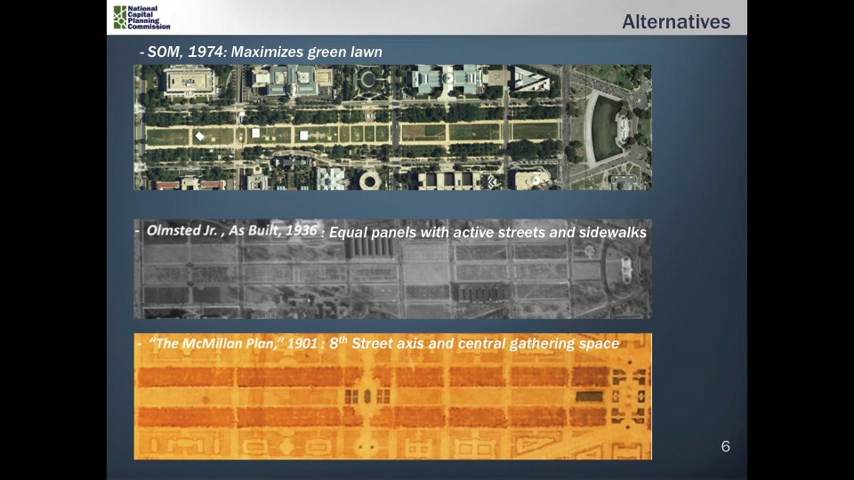 National
Capital
Planning
Commission
Alternatives
- SOM, 1974: Maximizes green lawn
- Olmsted Jr. , As Built, 1936 : Equal panels with active streets and sidewalks
- “The McMillan Plan,” 1901 : 8th Street axis and central gathering space
6